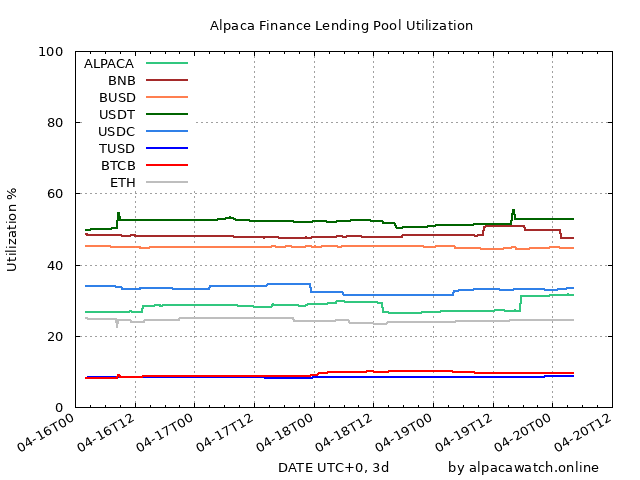 Alpaca Finance Lending Pool Utilization
100
80
60
40
20
0
Utilization %
ALPACA
BNB
BUSD
USDT
USDC
TUSD
BTCB
ETH
04-16T00
04-16T12
04-17T00
04-17T12
04-18T00
04-18T12
04-19T00
04-19T12
04-20T00
04-20T12
DATE UTC+0, 3d
by alpacawatch.online